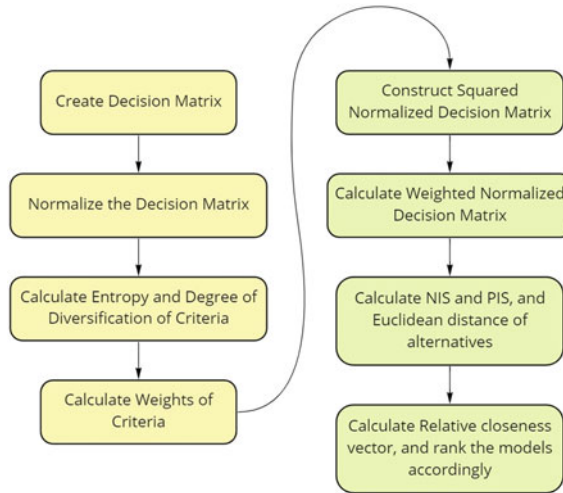 Create Decision Matrix
Normalize the Decision Matrix
Calculate Entropy and Degree of
Diversification of Criteria
Calculate Weights of
Criteria
Construct Squared
Normalized Decision Matrix
Calculate Weighted Normalized
Decision Matrix
Calculate NIS and PIS, and
Euclidean distance of
alternatives
Calculate Relative closeness
vector, and rank the models
accordingly